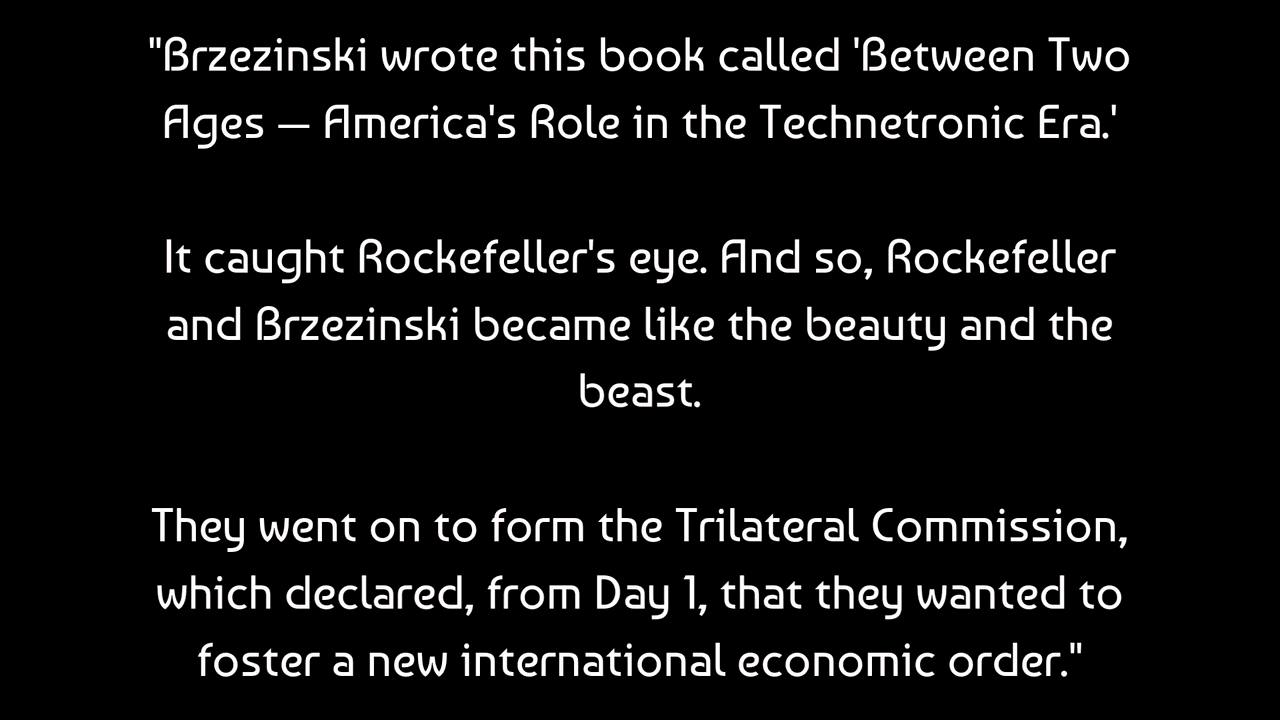 "Brzezinski wrote this book called 'Between Two
Ages — America's Role in the Technetronic Era.'
It caught Rockefeller's eye. And so, Rockefeller
and Brzezinski became like the beauty and the
beast.
They went on to form the Trilateral Commission,
which declared, from Day 1, that they wanted to
foster a new international economic order."